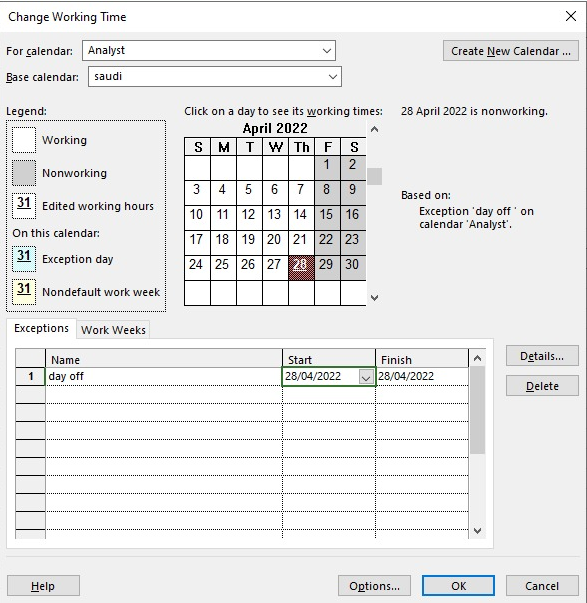 Change Working Time
For calendar: Analyst
Create New Calendar ...
Base calendar: saudi
Legend:
Working
Nonworking
31 Edited working hours
On this calendar:
31 Exception day
31 Nondefault work week
Click on a day to see its working times:
April 2022
S M T W Th F S
1 2
3 4 5 6 7 8 9
10 11 12 13 14 15 16
17 18 19 20 21 22 23
24 25 26 27 28 29 30
28 April 2022 is nonworking.
Based on:
Exception 'day off ' on
calendar 'Analyst'.
Exceptions Work Weeks
Name Start Finish
1 day off 28/04/2022 28/04/2022
Details...
Delete
Help Options... OK Cancel